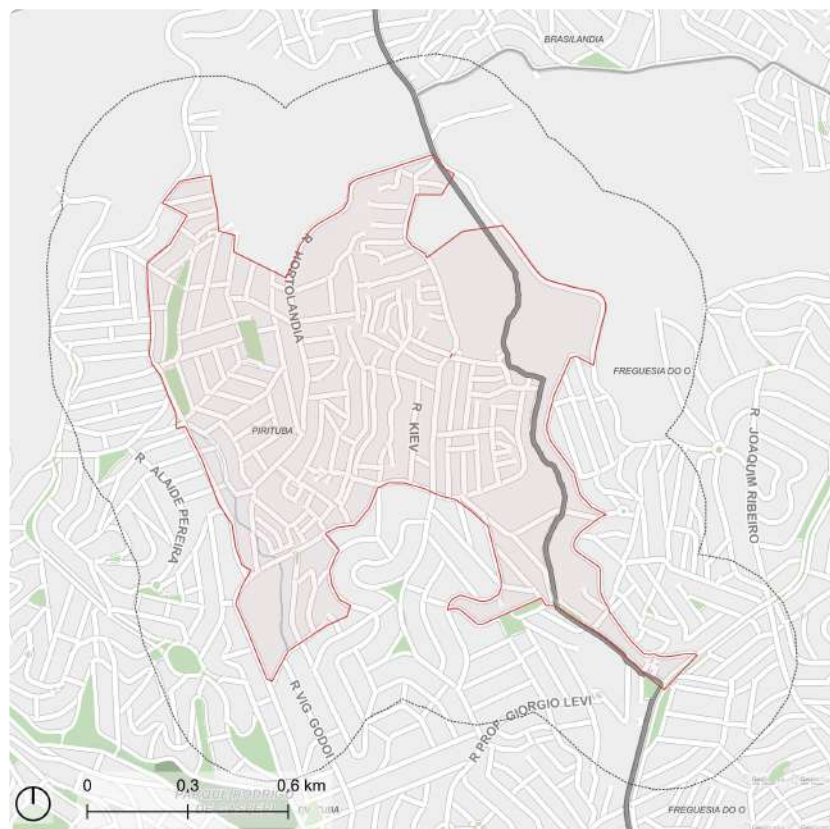 BRASILANDIA
R HORTOLANDIA
FREGUESIA DO O
R KIEV
PIRITUBA
R JOAQUIM RIBEIRO
R ALAIDE PEREIRA
R VIG GODOI
R PROF GIORGIO LEVI
0 0,3 0,6 km
FREGUESIA DO O